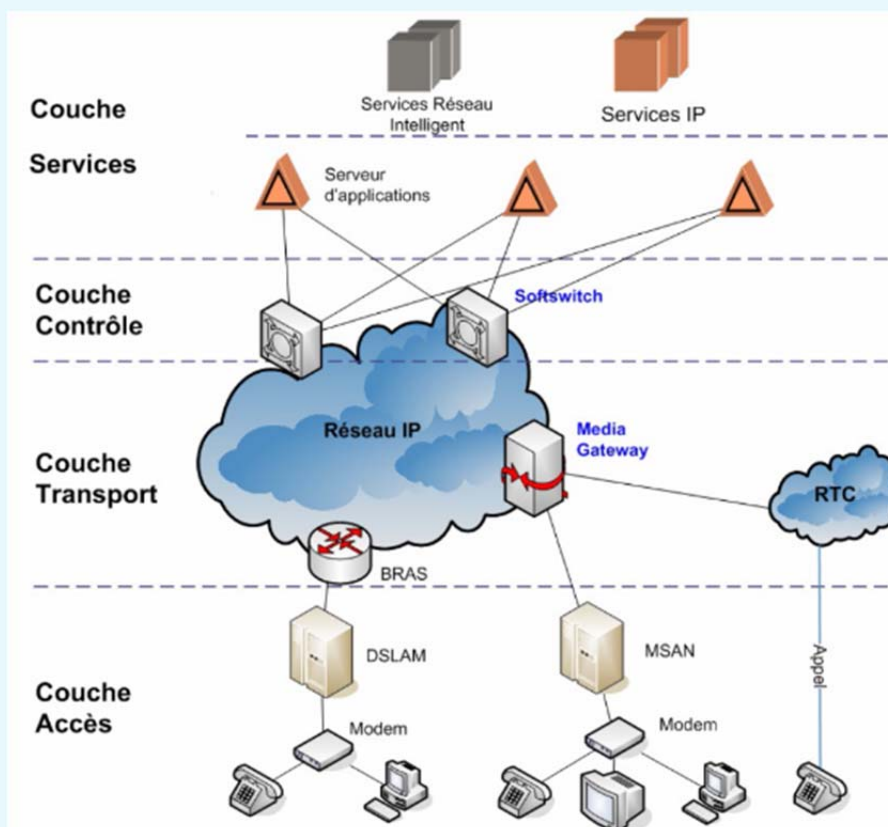 Services Réseau
Intelligent
Services IP
Couche
Services
Serveur
d'applications
Couche
Contrôle
Softswitch
Réseau IP
Media
Gateway
Couche
Transport
RTC
BRAS
DSLAM
MSAN
Appel
Couche
Accès
Modem
Modem